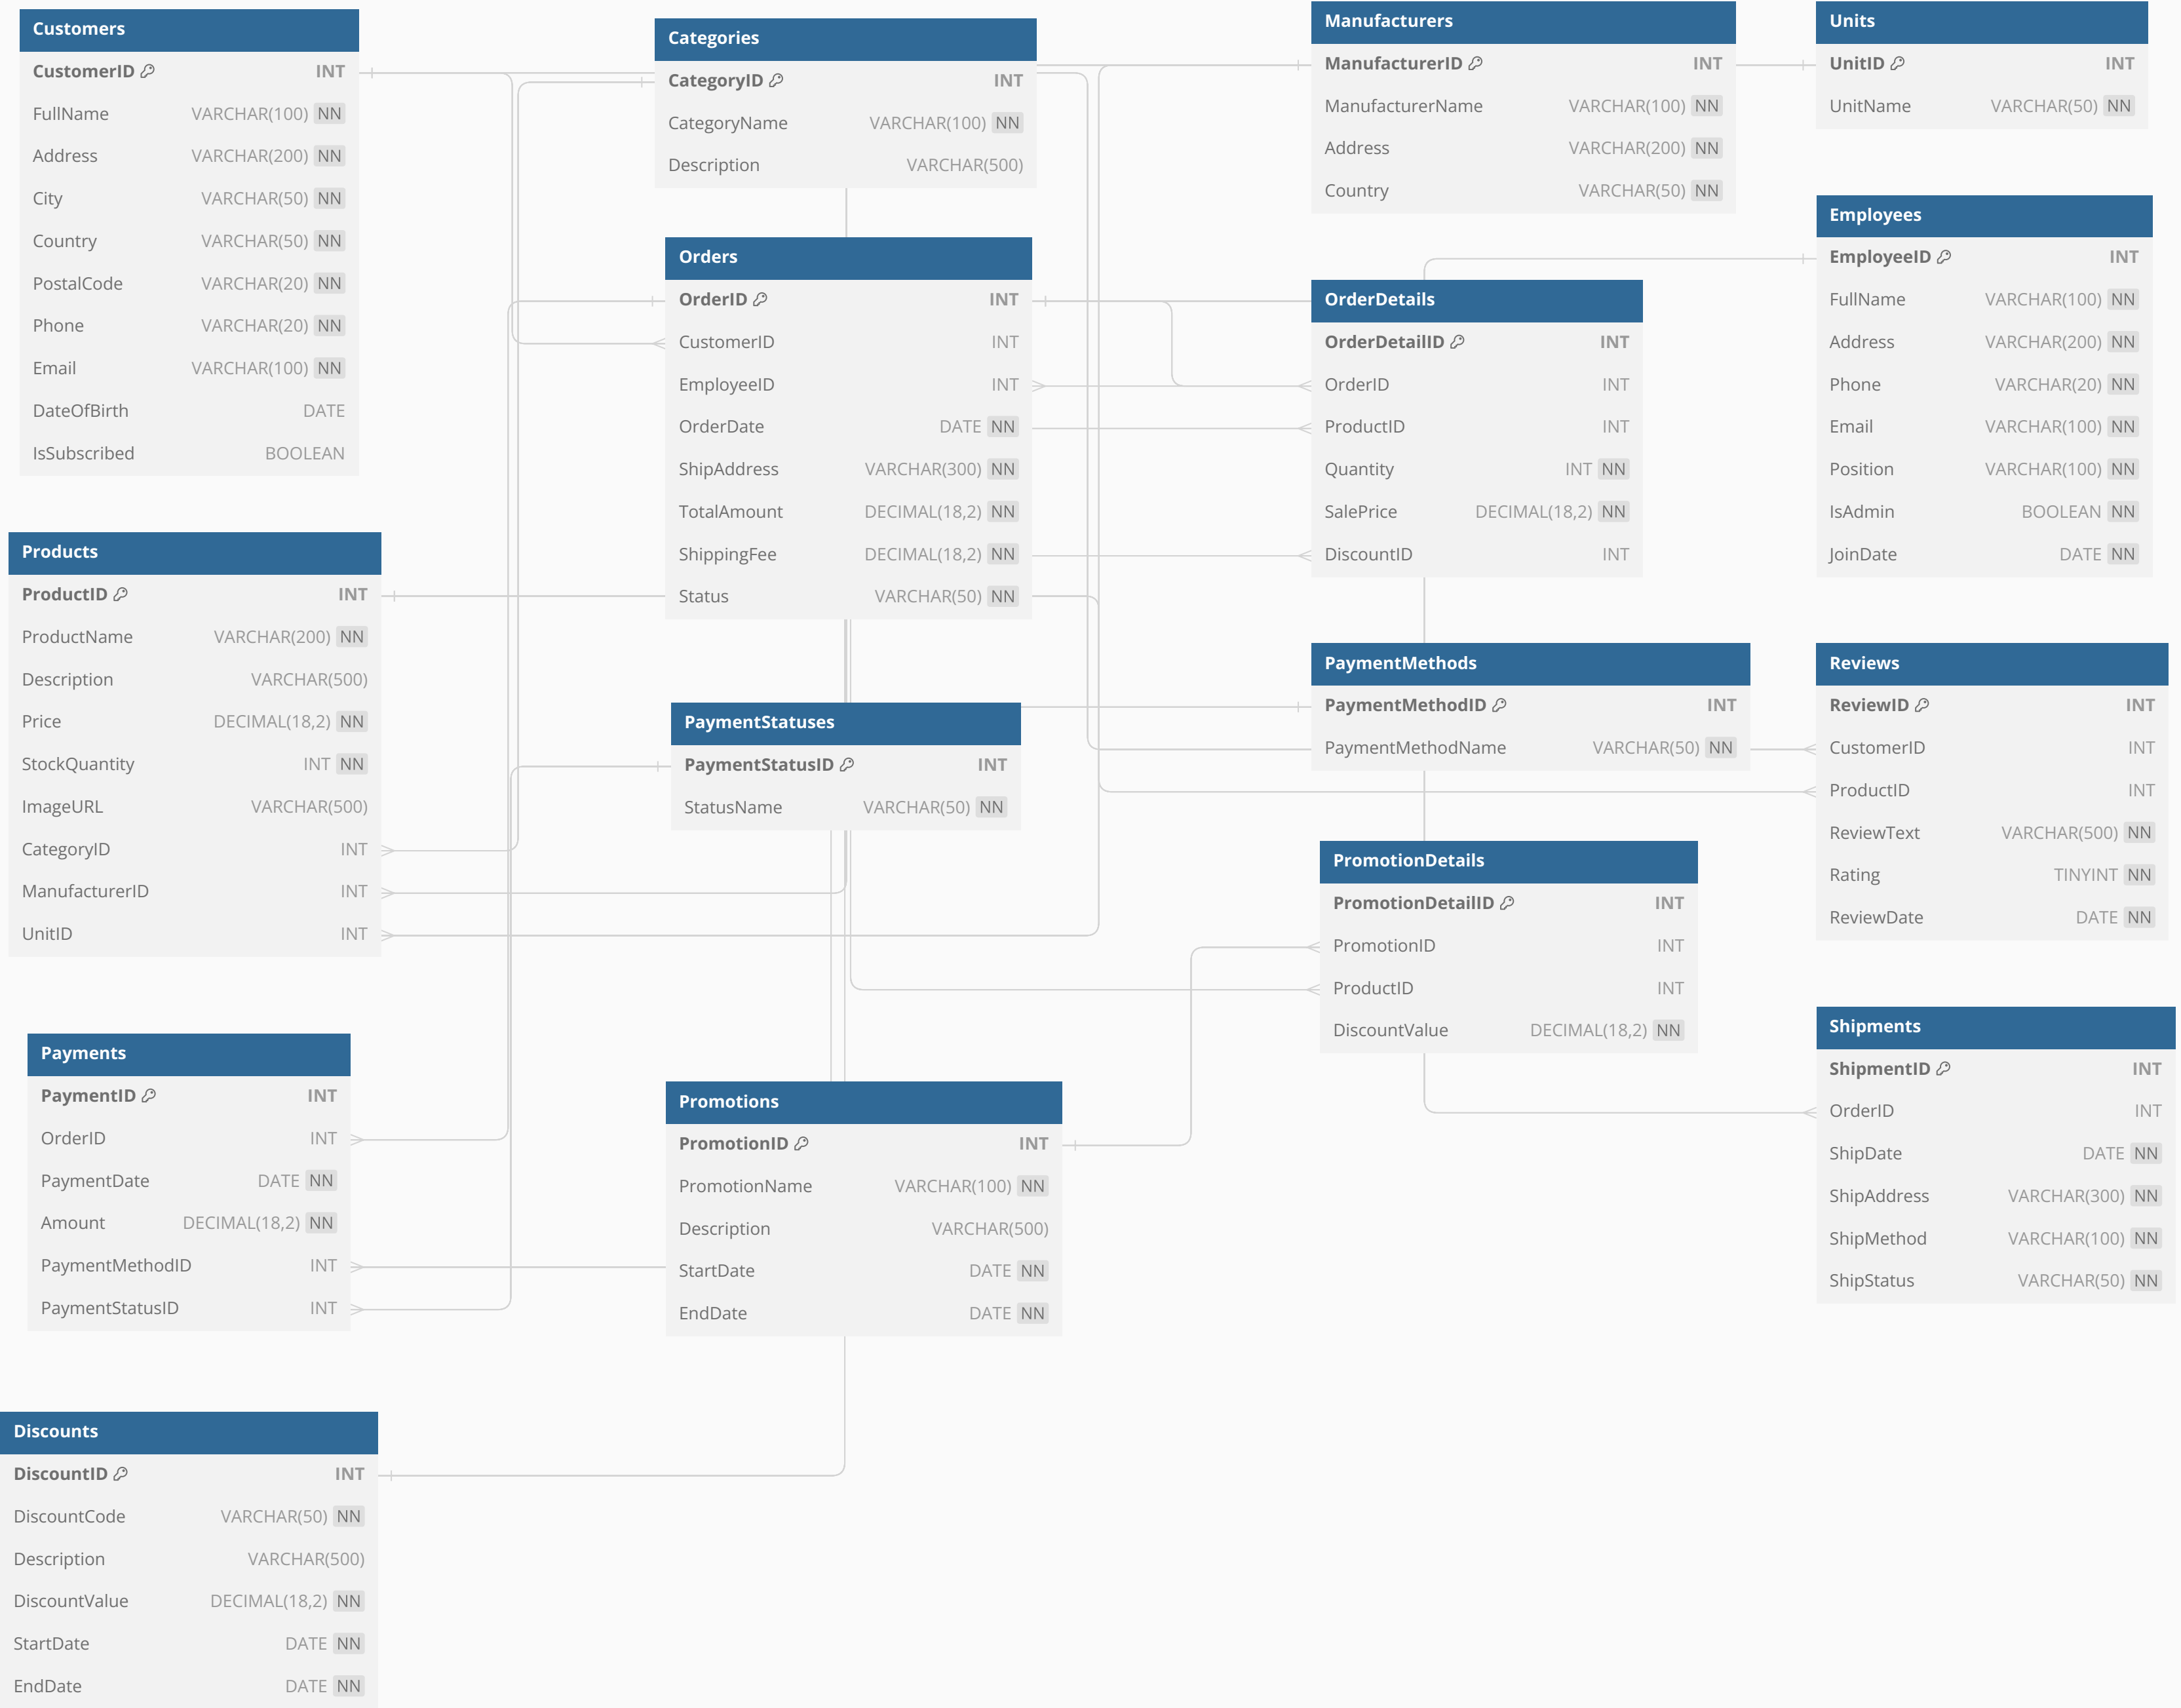 Customers
CustomerID INT
FullName VARCHAR(100) NN
Address VARCHAR(200) NN
City VARCHAR(50) NN
Country VARCHAR(50) NN
PostalCode VARCHAR(20) NN
Phone VARCHAR(20) NN
Email VARCHAR(100) NN
DateOfBirth DATE
IsSubscribed BOOLEAN
Products
ProductID INT
ProductName VARCHAR(200) NN
Description VARCHAR(500)
Price DECIMAL(18,2) NN
StockQuantity INT NN
ImageURL VARCHAR(500)
CategoryID INT
ManufacturerID INT
UnitID INT
Payments
PaymentID INT
OrderID INT
PaymentDate DATE NN
Amount DECIMAL(18,2) NN
PaymentMethodID INT
PaymentStatusID INT
Discounts
DiscountID INT
DiscountCode VARCHAR(50) NN
Description VARCHAR(500)
DiscountValue DECIMAL(18,2) NN
StartDate DATE NN
EndDate DATE NN
Categories
CategoryID INT
CategoryName VARCHAR(100) NN
Description VARCHAR(500)
Orders
OrderID INT
CustomerID INT
EmployeeID INT
OrderDate DATE NN
ShipAddress VARCHAR(300) NN
TotalAmount DECIMAL(18,2) NN
ShippingFee DECIMAL(18,2) NN
Status VARCHAR(50) NN
PaymentStatuses
PaymentStatusID INT
StatusName VARCHAR(50) NN
Promotions
PromotionID INT
PromotionName VARCHAR(100) NN
Description VARCHAR(500)
StartDate DATE NN
EndDate DATE NN
Manufacturers
ManufacturerID INT
ManufacturerName VARCHAR(100) NN
Address VARCHAR(200) NN
Country VARCHAR(50) NN
OrderDetails
OrderDetailID INT
OrderID INT
ProductID INT
Quantity INT NN
SalePrice DECIMAL(18,2) NN
DiscountID INT
PaymentMethods
PaymentMethodID INT
PaymentMethodName VARCHAR(50) NN
PromotionDetails
PromotionDetailID INT
PromotionID INT
ProductID INT
DiscountValue DECIMAL(18,2) NN
Units
UnitID INT
UnitName VARCHAR(50) NN
Employees
EmployeeID INT
FullName VARCHAR(100) NN
Address VARCHAR(200) NN
Phone VARCHAR(20) NN
Email VARCHAR(100) NN
Position VARCHAR(100) NN
IsAdmin BOOLEAN NN
JoinDate DATE NN
Reviews
ReviewID INT
CustomerID INT
ProductID INT
ReviewText VARCHAR(500) NN
Rating TINYINT NN
ReviewDate DATE NN
Shipments
ShipmentID INT
OrderID INT
ShipDate DATE NN
ShipAddress VARCHAR(300) NN
ShipMethod VARCHAR(100) NN
ShipStatus VARCHAR(50) NN